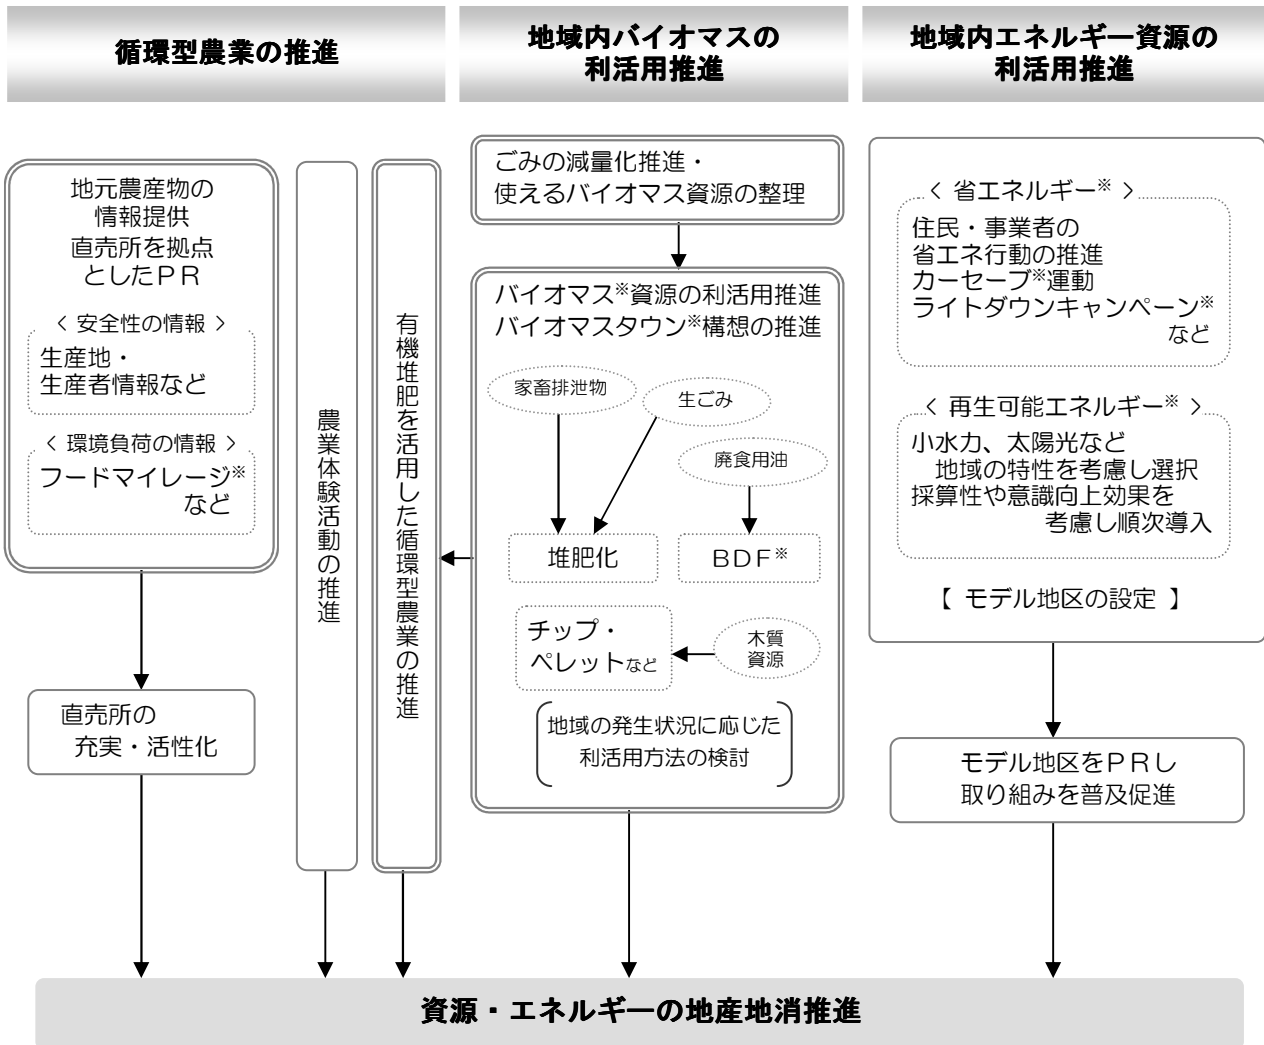 循環型農業の推進
地域内バイオマスの
利活用推進
地域内エネルギー資源の
利活用推進
地元農産物の
情報提供
直売所を拠点
としたＰＲ
〈 安全性の情報 〉
生産地・
生産者情報など
〈 環境負荷の情報 〉
フードマイレージ※
など
直売所の
充実・活性化
農業体験活動の推進
有機堆肥を活用した循環型農業の推進
ごみの減量化推進・
使えるバイオマス資源の整理
バイオマス※資源の利活用推進
バイオマスタウン※構想の推進
家畜排泄物
生ごみ
廃食用油
堆肥化
ＢＤＦ※
チップ・
ペレットなど
木質
資源
地域の発生状況に応じた
利活用方法の検討
〈 省エネルギー※ 〉
住民・事業者の
省エネ行動の推進
カーセーブ※運動
ライトダウンキャンペーン※
など
〈 再生可能エネルギー※ 〉
小水力、太陽光など
地域の特性を考慮し選択
採算性や意識向上効果を
考慮し順次導入
【 モデル地区の設定 】
モデル地区をＰＲし
取り組みを普及促進
資源・エネルギーの地産地消推進